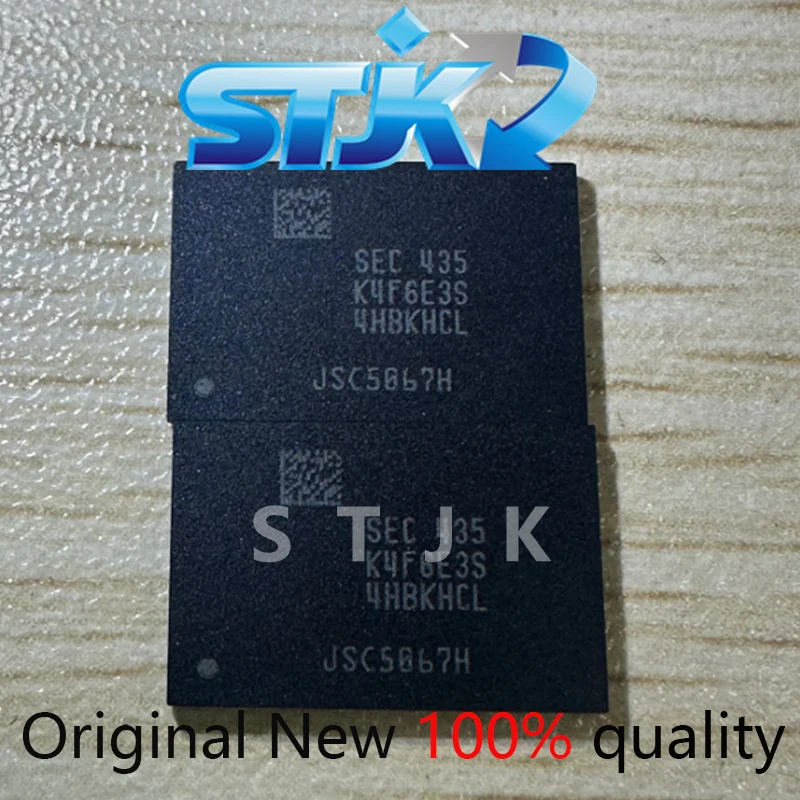 STJK
SEC 435
K4F6E3S
4HBKHCL
JSC5067H
S T J K
SEC 435
K4F6E3S
4HBKHCL
JSC5067H
Original New 100% quality